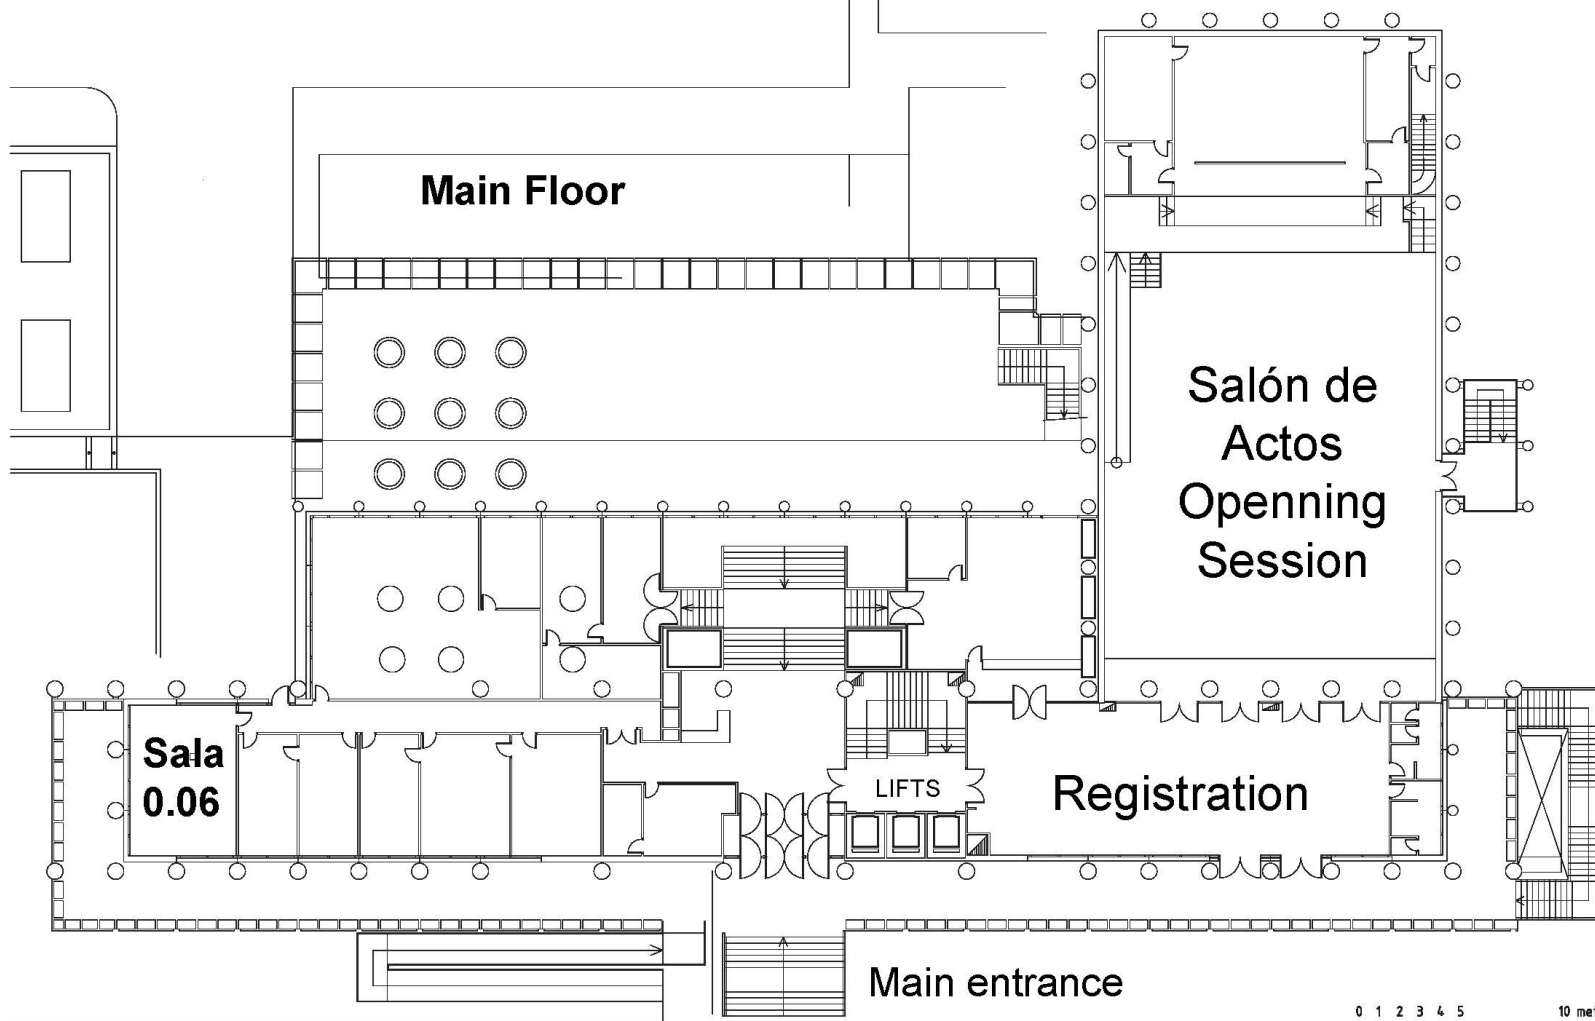 Main Floor
Salón de
Actos
Openning
Session
Sala
0.06
LIFTS
Registration
Main entrance
0 1 2 3 4 5 10 met